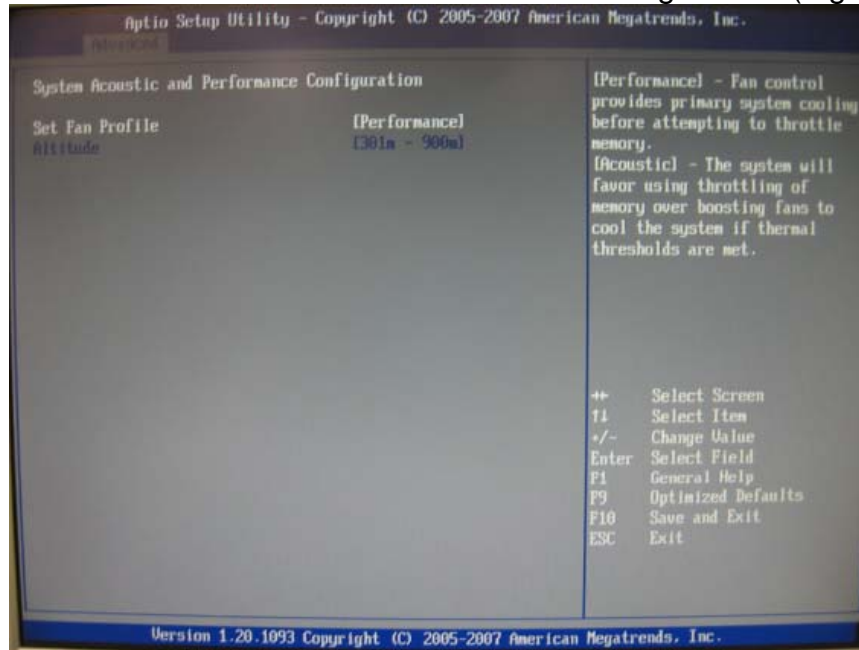 Aptio Setup Utility - Copyright (C) 2005-2007 American Megatrends, Inc.
Advanced
System Acoustic and Performance Configuration
Set Fan Profile [Performance]
Altitude [301m - 900m]
[Performance] - Fan control
provides primary system cooling
before attempting to throttle
memory.
[Acoustic] - The system will
favor using throttling of
memory over boosting fans to
cool the system if thermal
thresholds are met.
→← Select Screen
↑↓ Select Item
+/- Change Value
Enter Select Field
F1 General Help
F9 Optimized Defaults
F10 Save and Exit
ESC Exit
Version 1.20.1093 Copyright (C) 2005-2007 American Megatrends, Inc.